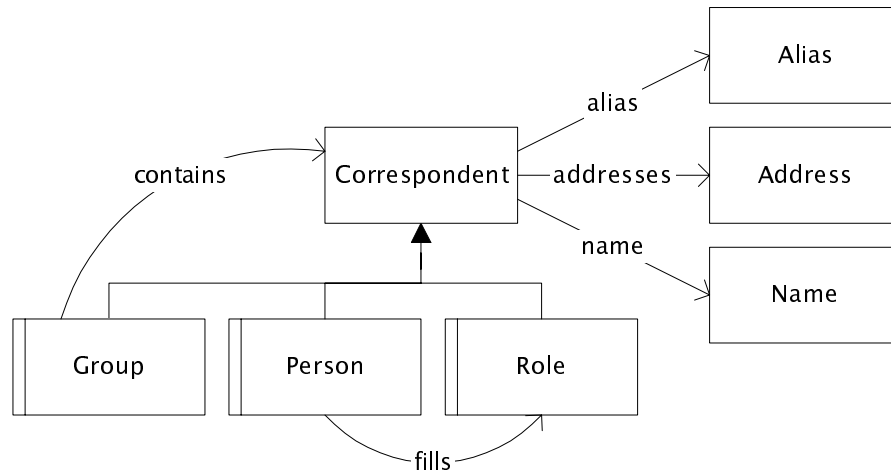 Alias
alias
contains
Correspondent
addresses
Address
name
Name
Group
Person
Role
fills